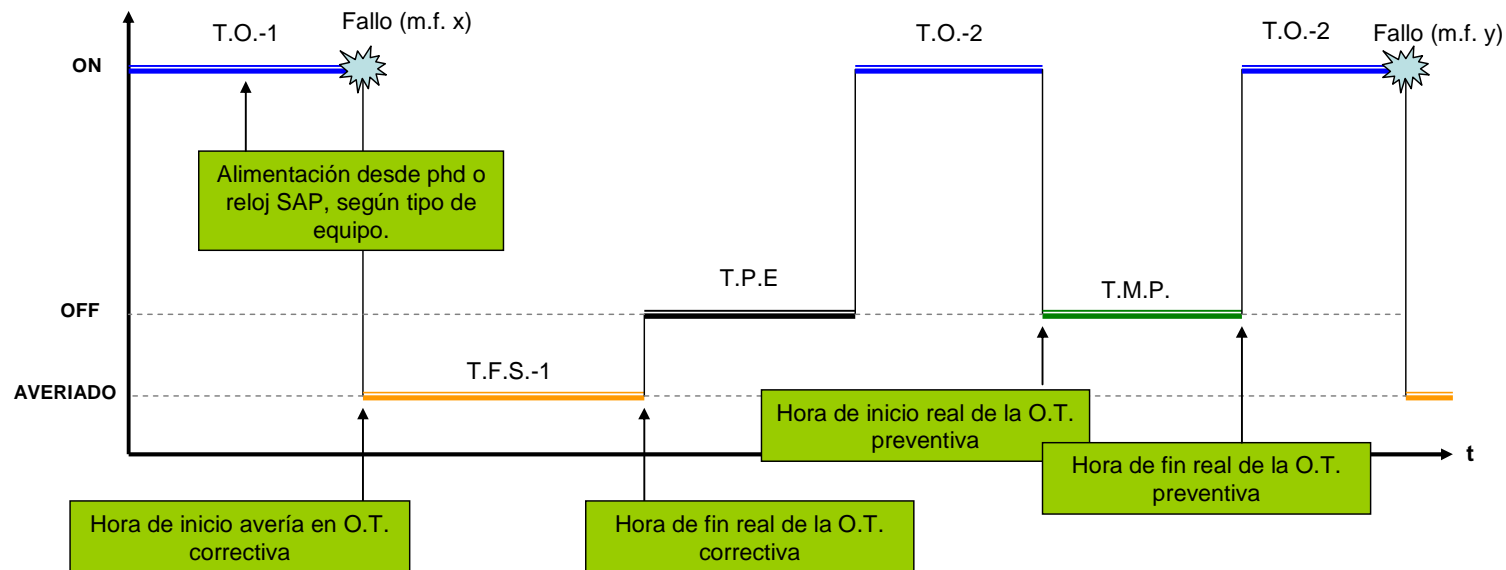 T.O.-1
Fallo (m.f. x)
T.O.-2
T.O.-2
Fallo (m.f. y)
ON
Alimentación desde phd o
reloj SAP, según tipo de
equipo.
T.P.E
T.M.P.
OFF
T.F.S.-1
AVERIADO
Hora de inicio real de la O.T.
preventiva
Hora de fin real de la O.T.
preventiva
t
Hora de inicio avería en O.T.
correctiva
Hora de fin real de la O.T.
correctiva